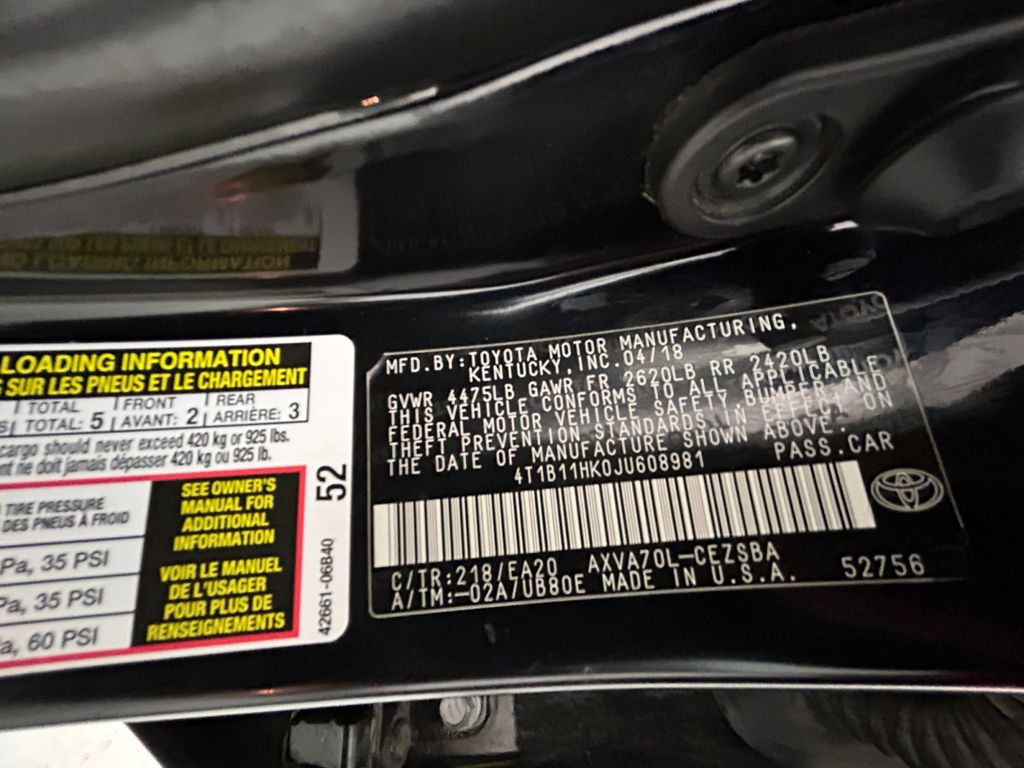 LOADING INFORMATION
SUR LES PNEUS ET LE CHARGEMENT
TOTAL FRONT REAR
TOTAL: 5 AVANT: 2 ARRIÈRE: 3
cargo should never exceed 420 kg or 925 lbs.
ne doit jamais dépasser 420 kg ou 925 lb.
TIRE PRESSURE
DES PNEUS À FROID
Pa, 35 PSI
Pa, 35 PSI
60 PSI
SEE OWNER'S
MANUAL FOR
ADDITIONAL
INFORMATION
VOIR LE MANUEL
DE L'USAGER
POUR PLUS DE
RENSEIGNEMENTS
52
42661-06B40
MFD.BY:TOYOTA MOTOR MANUFACTURING,
KENTUCKY,INC.04/18
GVWR 4475LB GAWR FR 2620LB RR 2420LB
THIS VEHICLE CONFORMS TO ALL APPLICABLE
FEDERAL MOTOR VEHICLE SAFETY BUMPER,AND
THEFT PREVENTION STANDARDS IN EFFECT ON
THE DATE OF MANUFACTURE SHOWN ABOVE.
4T1B11HK0JU608981 PASS.CAR
C/TR:218/EA20 AXVA70L-CEZSBA
A/TM:-02A/UB80E MADE IN U.S.A. 52756